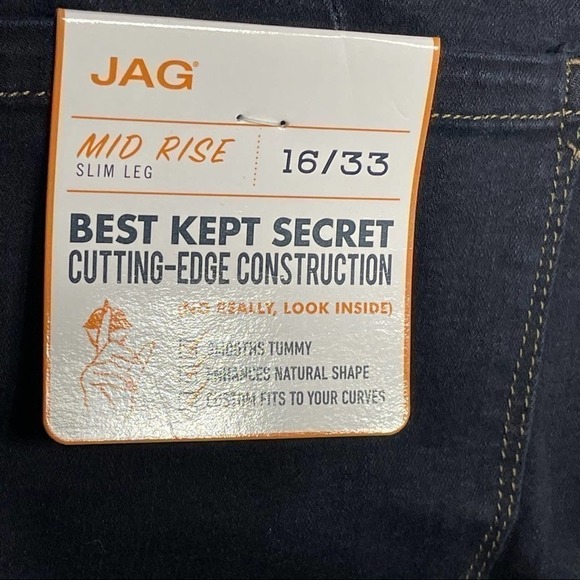 JAG®
MID RISE
SLIM LEG
16/33
BEST KEPT SECRET
CUTTING-EDGE CONSTRUCTION
(NO REALLY, LOOK INSIDE)
SMOOTHS TUMMY
ENHANCES NATURAL SHAPE
CUSTOM FITS TO YOUR CURVES